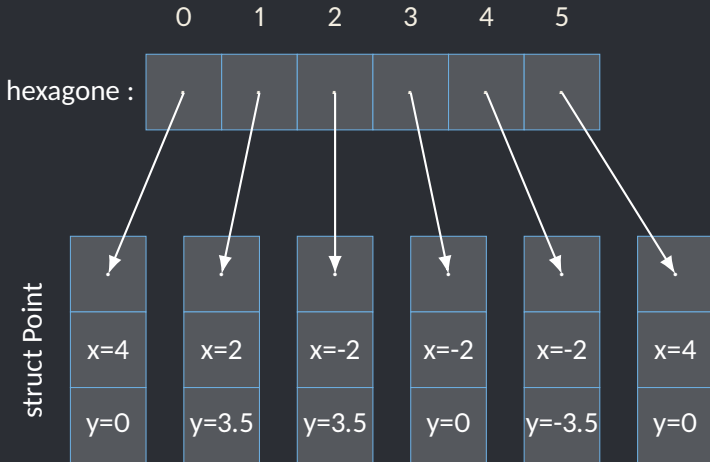 0 1 2 3 4 5
hexagone :
struct Point
x=4 x=2 x=-2 x=-2 x=-2 x=4
y=0 y=3.5 y=3.5 y=0 y=-3.5 y=0